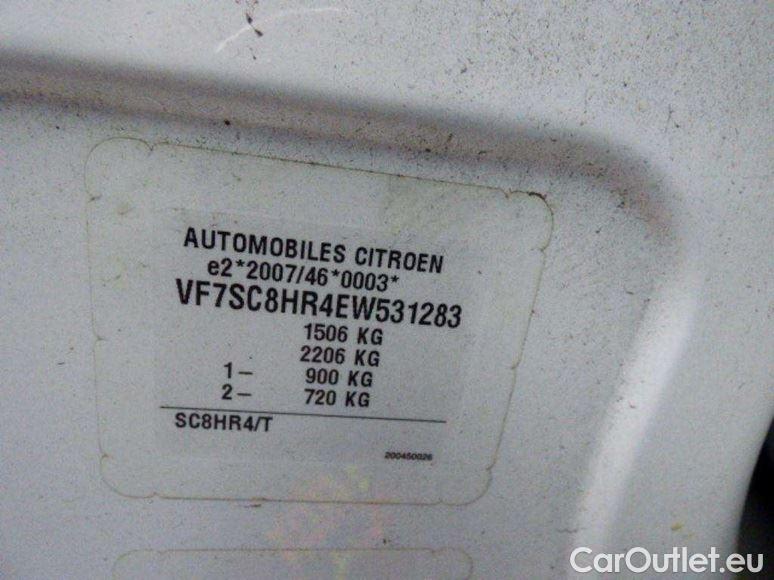 AUTOMOBILES CITROEN
e2*2007/46*0003*
VF7SC8HR4EW531283
1506 KG
2206 KG
1– 900 KG
2– 720 KG
SC8HR4/T
200450026
CarOutlet.eu